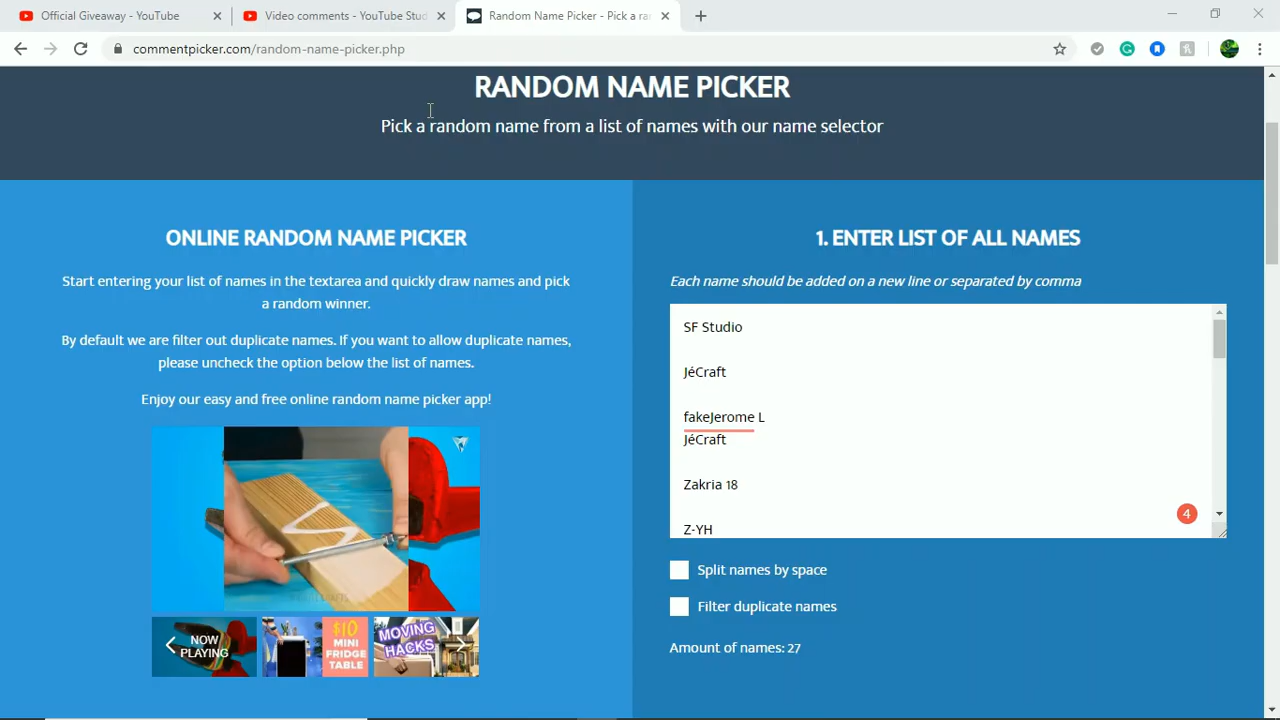 Official Giveaway - YouTube
Video comments - YouTube Stud
Random Name Picker - Pick a ra
commentpicker.com/random-name-picker.php
RANDOM NAME PICKER
Pick a random name from a list of names with our name selector
ONLINE RANDOM NAME PICKER
Start entering your list of names in the textarea and quickly draw names and pick
a random winner.
By default we are filter out duplicate names. If you want to allow duplicate names,
please uncheck the option below the list of names.
Enjoy our easy and free online random name picker app!
NOW
PLAYING
$10
MINI
FRIDGE
TABLE
MOVING
HACKS
1. ENTER LIST OF ALL NAMES
Each name should be added on a new line or separated by comma
SF Studio
JéCraft
fakeJerome L
JéCraft
Zakria 18
Z-YH
4
Split names by space
Filter duplicate names
Amount of names: 27